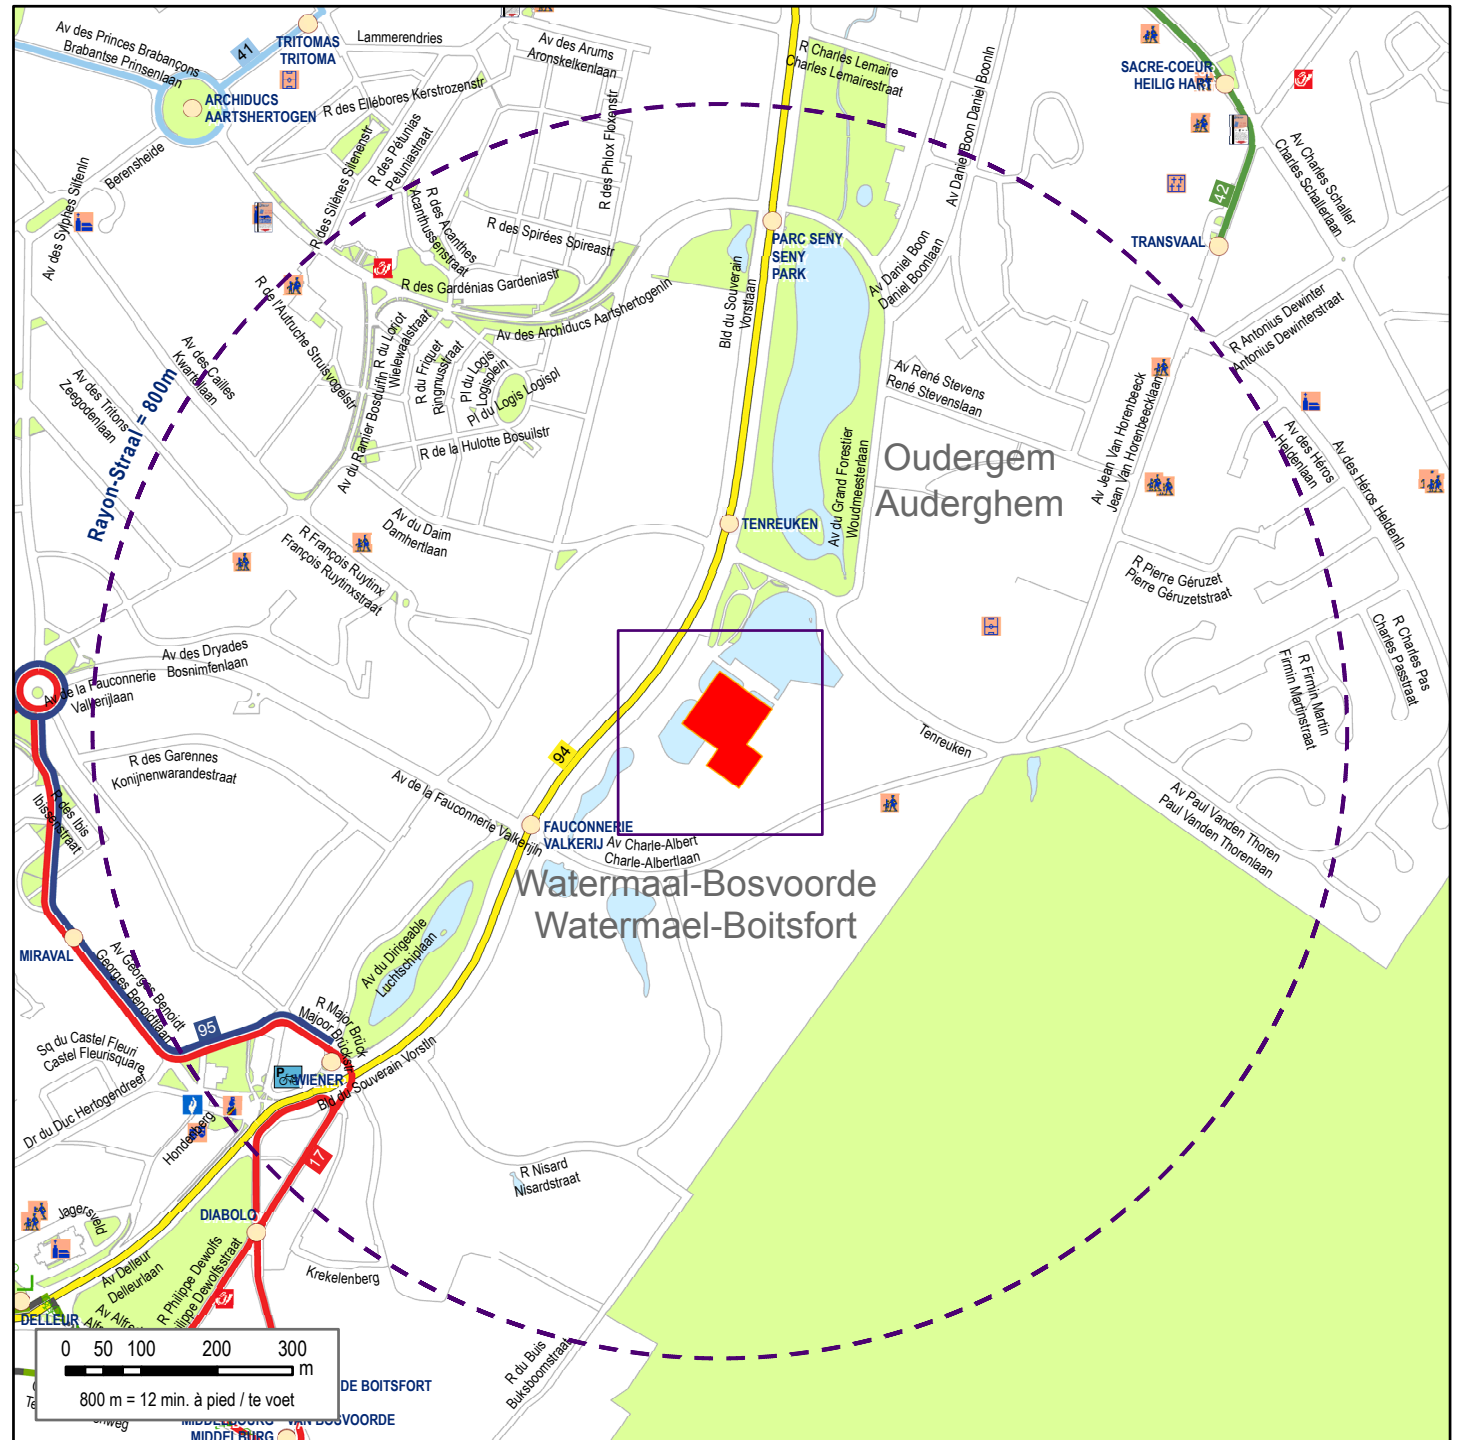 Av des Princes Brabançons
Brabantse Prinsenlaan
41
TRITOMAS
TRITOMA
Lammerendries
Av des Arums
Aronskelkenlaan
R Charles Lemaire
Charles Lemairestraat
SACRE-COEUR
HEILIG HART
ARCHIDUCS
AARTSHERTOGEN
R des Ellébores Kerstrozenstr
R des Silènes Silenenstr
R des Pétunias
Petuniastraat
R des Phlox Floxenstr
Av Daniel Boon Daniel Boonln
Av Charles Schaller
Charles Schallerlaan
Berensheide
Av des Sylphes Silfenln
R des Acanthes
Acanthussenstraat
R des Spirées Spireastr
42
TRANSVAAL
PARC SENY
SENY
PARK
Av Daniel Boon
Daniel Boonlaan
R des Gardénias Gardeniastr
Av des Archiducs Aartshertogenln
Bld du Souverain
Vorstlaan
R de l'Autruche Struisvogelstr
R du Loriot
Wielewaalstraat
R du Friquet
Ringmusstraat
Pl du Logis
Logisplein
Pl du Logis Logispl
Av du Ramier Bosduifln
R de la Hulotte Bosuilstr
R Antonius Dewinter
Antonius Dewinterstraat
Av des Cailles
Kwartellaan
Av des Tritons
Zeegodenlaan
Rayon-Straal = 800m
Av René Stevens
René Stevenslaan
Av Jean Van Horenbeeck
Jean Van Horenbeecklaan
Av des Héros
Heldenlaan
Av des Héros Heldenln
Oudergem
Auderghem
Av du Grand Forestier
Woudmeesterlaan
TENREUKEN
Av du Daim
Damhertlaan
R François Ruytinx
François Ruytinxstraat
R Pierre Géruzet
Pierre Géruzetstraat
R Charles Pas
Charles Passtraat
R Firmin Martin
Firmin Martinstraat
Av des Dryades
Bosnimfenlaan
Av de la Fauconnerie
Valkerijlaan
R des Garennes
Konijnenwarandestraat
R des Ibis
Ibissenstraat
94
Tenreuken
Av de la Fauconnerie Valkerijln
FAUCONNERIE
VALKERIJ
Av Charle-Albert
Charle-Albertlaan
Av Paul Vanden Thoren
Paul Vanden Thorenlaan
Watermaal-Bosvoorde
Watermael-Boitsfort
Av du Dirigeable
Luchtschiplaan
MIRAVAL
Av Georges Benoidt
Georges Benoidtlaan
95
R Major Brück
Majoor Brückstr
Sq du Castel Fleuri
Castel Fleurisquare
P
WIENER
Bld du Souverain Vorstln
Dr du Duc Hertogendreef
Hondenberg
17
R Nisard
Nisardstraat
DIABOLO
Jagersveld
Av Delleur
Delleurlaan
R Philippe Dewolfs
ilippe Dewolfsstraat
Krekelenberg
DELLEUR
Av Alfre
R du Buis
Buksboomstraat
0 50 100 200 300
m
800 m = 12 min. à pied / te voet
DE BOITSFORT
VAN BOSVOORDE
MIDDELBOURG
MIDDELBURG